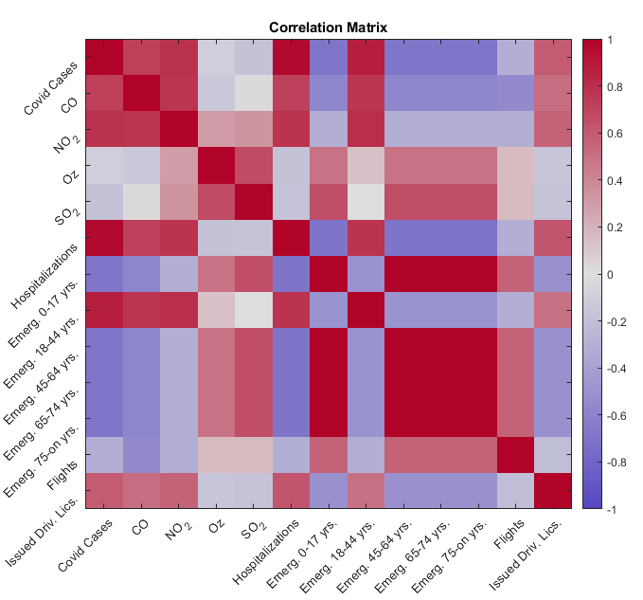 Correlation Matrix
Covid Cases
CO
NO2
Oz
SO2
Hospitalizations
Emerg. 0-17 yrs.
Emerg. 18-44 yrs.
Emerg. 45-64 yrs.
Emerg. 65-74 yrs.
Emerg. 75-on yrs.
Flights
Issued Driv. Lics.
Covid Cases
CO
NO2
Oz
SO2
Hospitalizations
Emerg. 0-17 yrs.
Emerg. 18-44 yrs.
Emerg. 45-64 yrs.
Emerg. 65-74 yrs.
Emerg. 75-on yrs.
Flights
Issued Driv. Lics.
1
0.8
0.6
0.4
0.2
0
-0.2
-0.4
-0.6
-0.8
-1